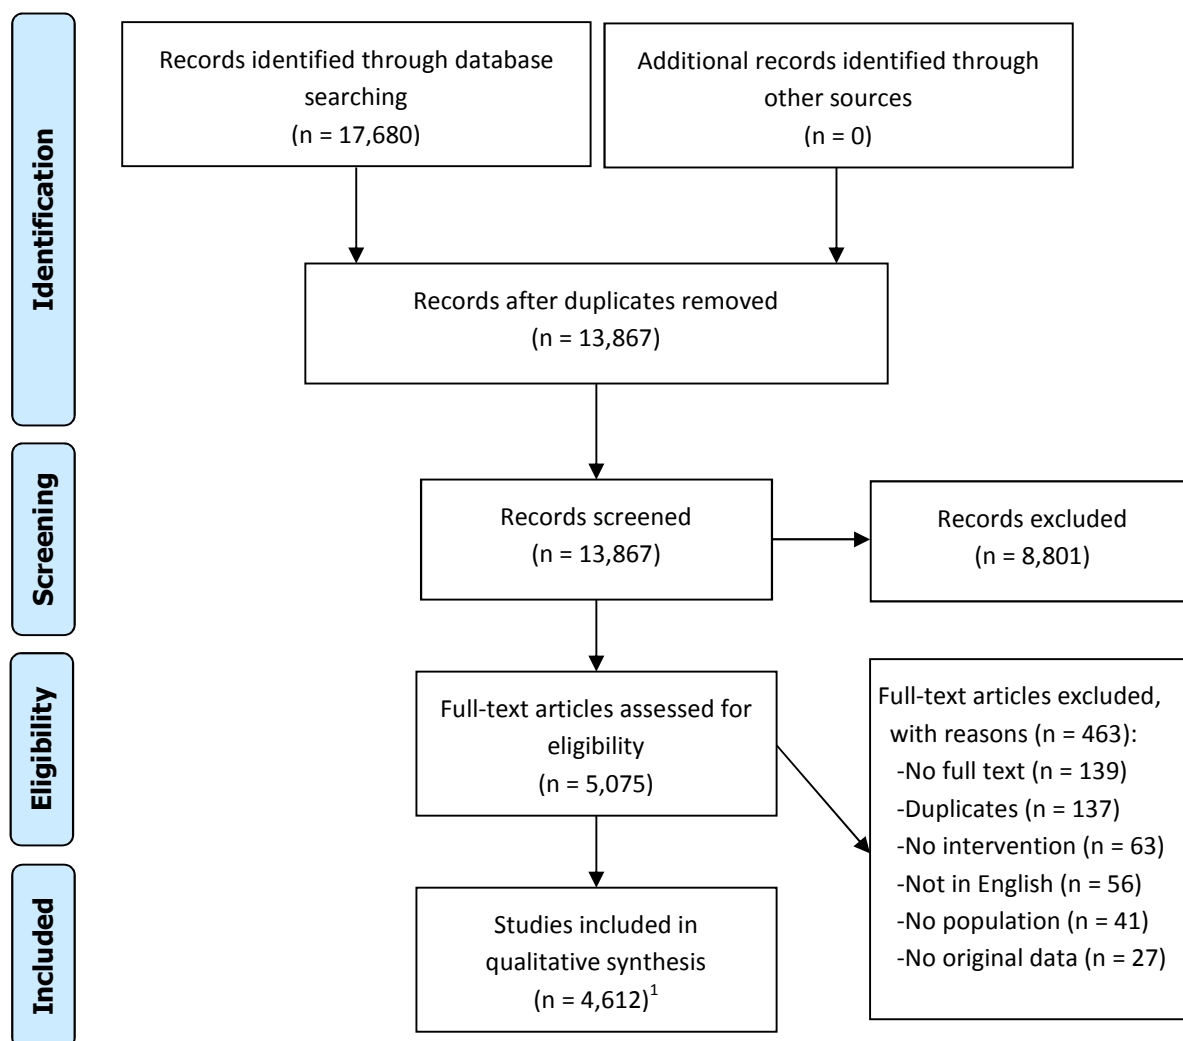 Identification
Records identified through database
searching
(n = 17,680)
Additional records identified through
other sources
(n = 0)
Records after duplicates removed
(n = 13,867)
Screening
Records screened
(n = 13,867)
Records excluded
(n = 8,801)
Eligibility
Full-text articles assessed for
eligibility
(n = 5,075)
Full-text articles excluded,
with reasons (n = 463):
-No full text (n = 139)
-Duplicates (n = 137)
-No intervention (n = 63)
-Not in English (n = 56)
-No population (n = 41)
-No original data (n = 27)
Included
Studies included in
qualitative synthesis
(n = 4,612)1